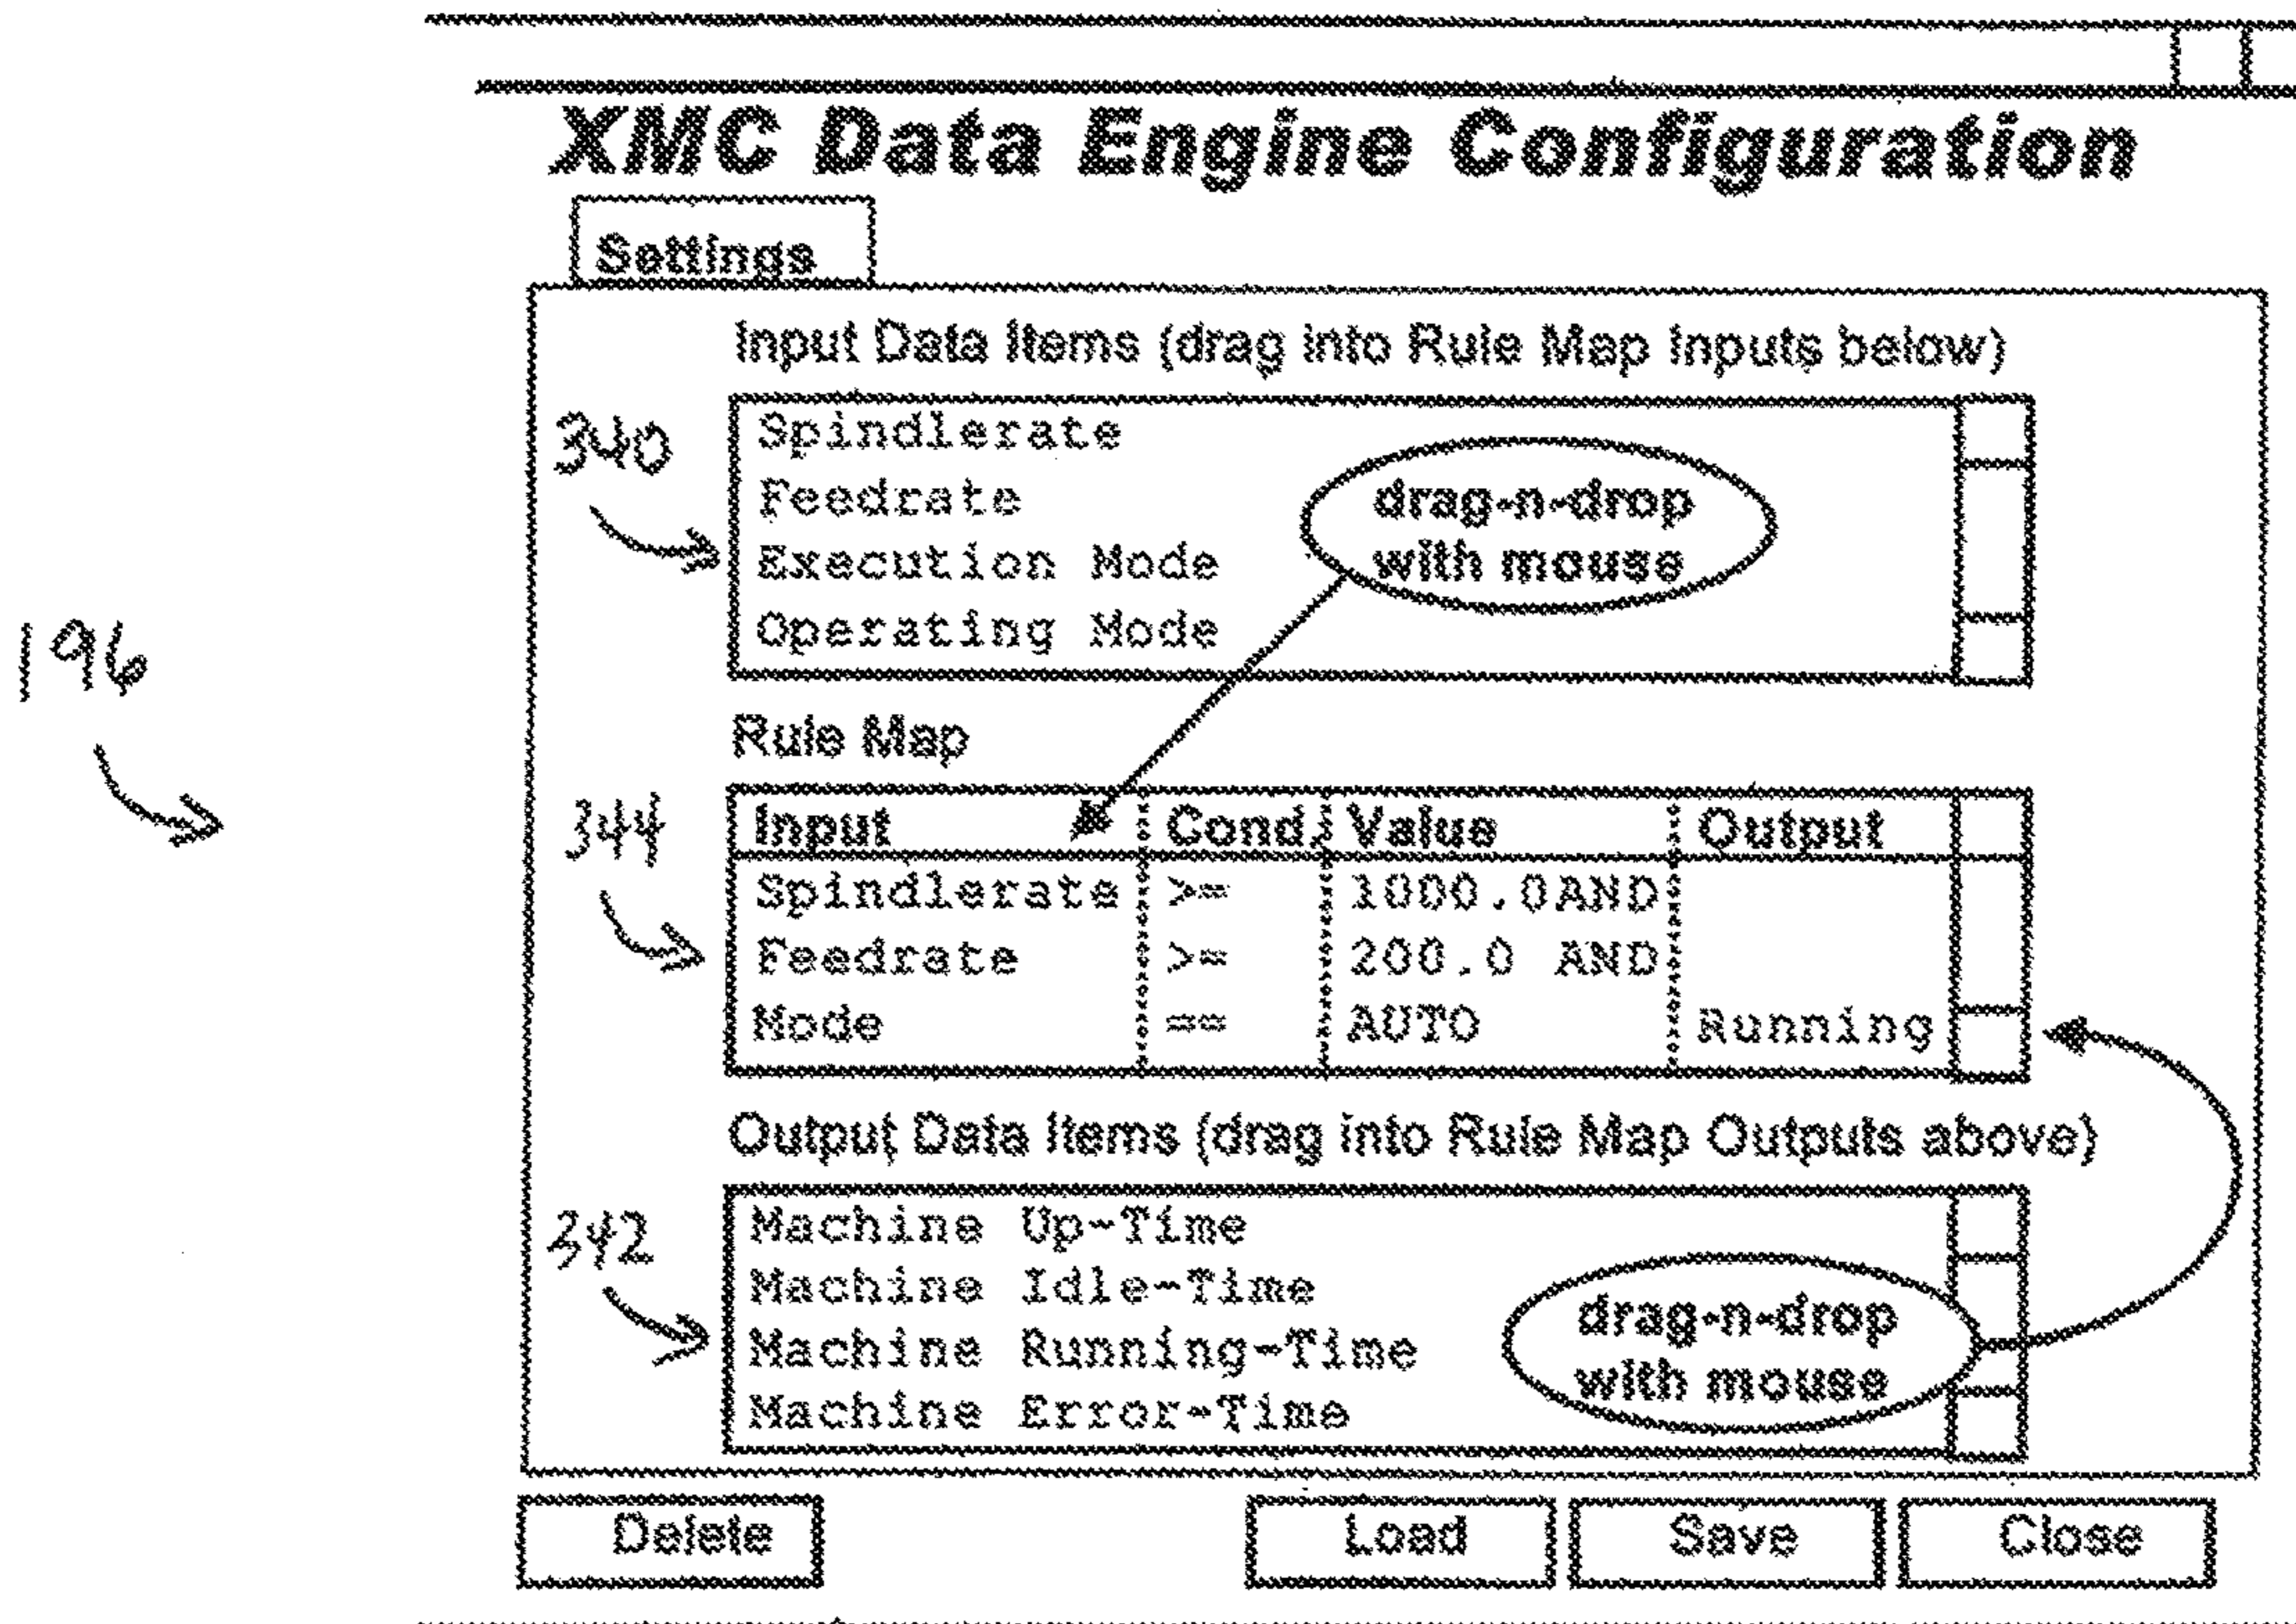 XMC Data Engine Configuration
Settings
Input Data Items (drag into Rule Map Inputs below)
340
Spindlerate
Feedrate
Execution Mode
Operating Mode
drag-n-drop
with mouse
196
Rule Map
344
Input Cond. Value Output
Spindlerate >= 1000.0AND
Feedrate >= 200.0 AND
Mode == AUTO Running
Output Data Items (drag into Rule Map Outputs above)
342
Machine Up-Time
Machine Idle-Time
Machine Running-Time
Machine Error-Time
drag-n-drop
with mouse
Delete Load Save Close